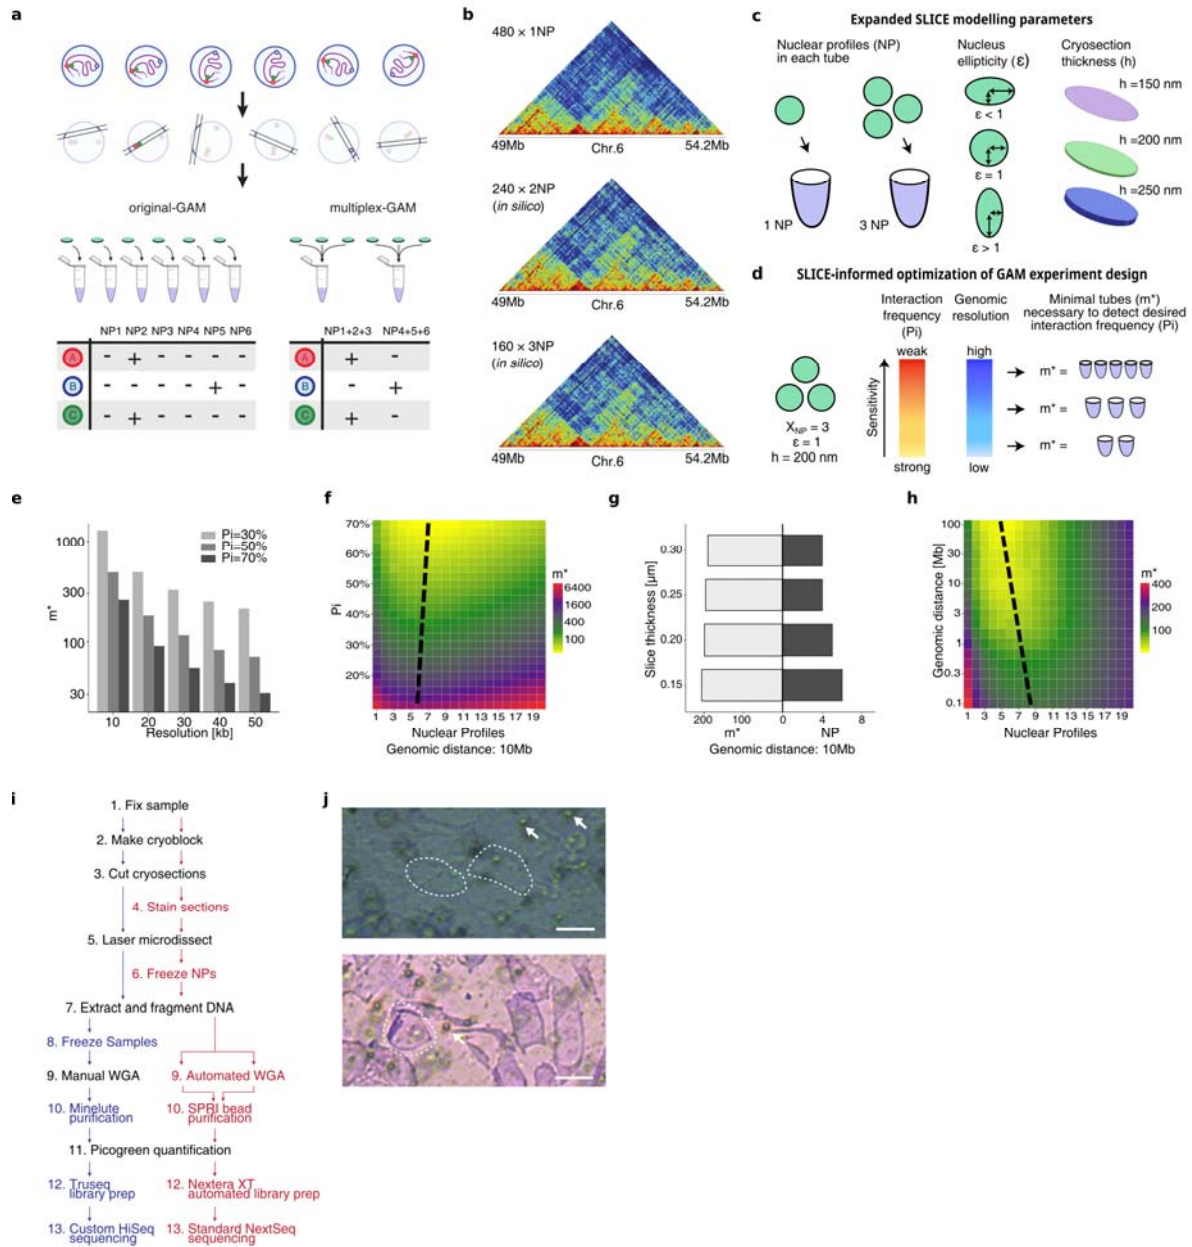 a
original-GAM
multiplex-GAM
NP1 NP2 NP3 NP4 NP5 NP6
NP1+2+3 NP4+5+6
A - + - - - - + -
B - - - - + - - +
C - + - - - - + -
b
480 × 1NP
49Mb Chr.6 54.2Mb
240 × 2NP
(in silico)
49Mb Chr.6 54.2Mb
160 × 3NP
(in silico)
49Mb Chr.6 54.2Mb
c
Expanded SLICE modelling parameters
Nuclear profiles (NP)
in each tube
1 NP
3 NP
Nucleus
ellipticity (ε)
ε < 1
ε = 1
ε > 1
Cryosection
thickness (h)
h =150 nm
h =200 nm
h =250 nm
d
SLICE-informed optimization of GAM experiment design
X_NP = 3
ε = 1
h = 200 nm
Sensitivity
Interaction
frequency
(Pi)
weak
strong
Genomic
resolution
high
low
Minimal tubes (m*)
necessary to detect desired
interaction frequency (Pi)
m* =
m* =
m* =
e
m*
1000
300
100
30
Pi=30%
Pi=50%
Pi=70%
10 20 30 40 50
Resolution [kb]
f
Pi
70%
60%
50%
40%
30%
20%
1 3 5 7 9 11 13 15 17 19
Nuclear Profiles
Genomic distance: 10Mb
m*
6400
1600
400
100
g
Slice thickness [µm]
0.30
0.25
0.20
0.15
200 100 0 4 8
m* NP
Genomic distance: 10Mb
h
Genomic distance [Mb]
100
30
10
3
1
0.3
0.1
1 3 5 7 9 11 13 15 17 19
Nuclear Profiles
m*
400
200
100
i
1. Fix sample
2. Make cryoblock
3. Cut cryosections
4. Stain sections
5. Laser microdissect
6. Freeze NPs
7. Extract and fragment DNA
8. Freeze Samples
9. Manual WGA
9. Automated WGA
10. Minelute
purification
10. SPRI bead
purification
11. Picogreen quantification
12. Truseq
library prep
12. Nextera XT
automated library prep
13. Custom HiSeq
sequencing
13. Standard NextSeq
sequencing
j